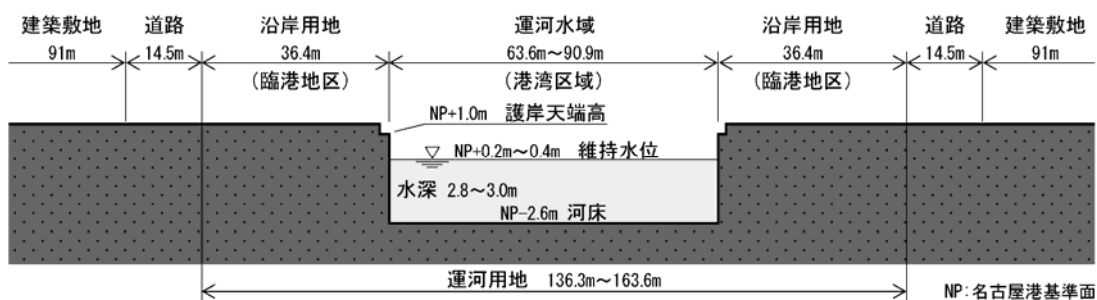 建築敷地 道路 沿岸用地 運河水域 沿岸用地 道路 建築敷地
91m 14.5m 36.4m 63.6m～90.9m 36.4m 14.5m 91m
(臨港地区) (港湾区域) (臨港地区)
NP+1.0m 護岸天端高
NP+0.2m～0.4m 維持水位
水深 2.8～3.0m
NP-2.6m 河床
運河用地 136.3m～163.6m
NP:名古屋港基準面